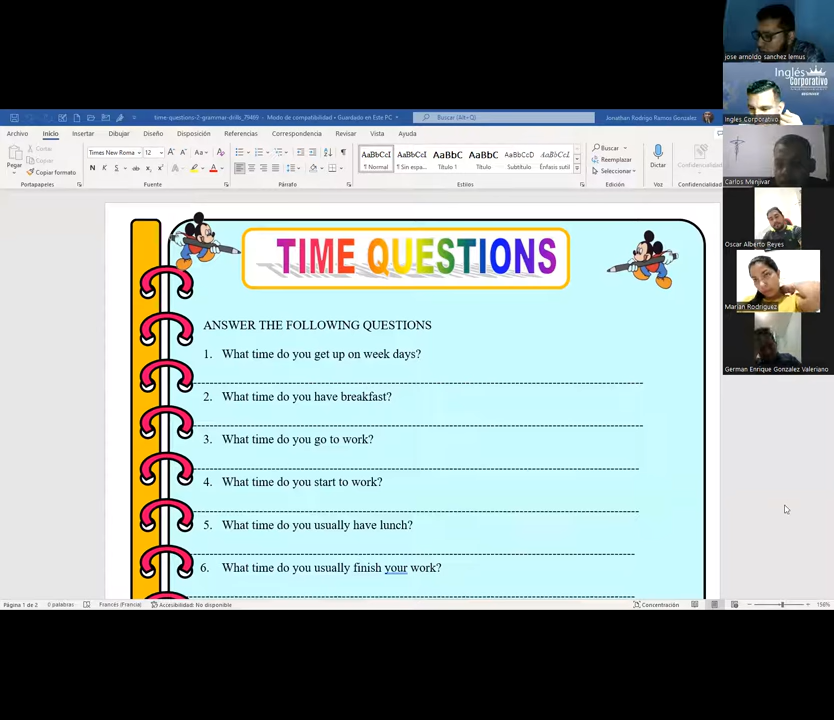 jose arnoldo sanchez lemus
Inglés
Corporativo
BEGINNER
Ingles Corporativo
Carlos Menjivar
Oscar Alberto Reyes
Marian Rodriguez
German Enrique Gonzalez Valeriano
time-questions-2-grammar-drills_79489 - Modo de compatibilidad • Guardado en Este PC
Buscar (Alt+Q)
Jonathan Rodrigo Ramos Gonzales
Archivo Inicio Insertar Dibujar Diseño Disposición Referencias Correspondencia Revisar Vista Ayuda
Pegar
Cortar
Copiar
Copiar formato
Portapapeles
Times New Roma 12
N K S
Fuente
Párrafo
AaBbCcI AaBbCcI AaBbC AaBbC AaBbCcD AaBbCcI
¶ Normal ¶ Sin espa... Título 1 Título Subtítulo Énfasis sutil
Estilos
Buscar
Reemplazar
Seleccionar
Edición
Dictar
Voz
Confidencialidad
Confidencialidad
TIME QUESTIONS
ANSWER THE FOLLOWING QUESTIONS
1. What time do you get up on week days?
2. What time do you have breakfast?
3. What time do you go to work?
4. What time do you start to work?
5. What time do you usually have lunch?
6. What time do you usually finish your work?
Página 1 de 2 0 palabras Francés (Francia) Accesibilidad: No disponible Concentración 156%